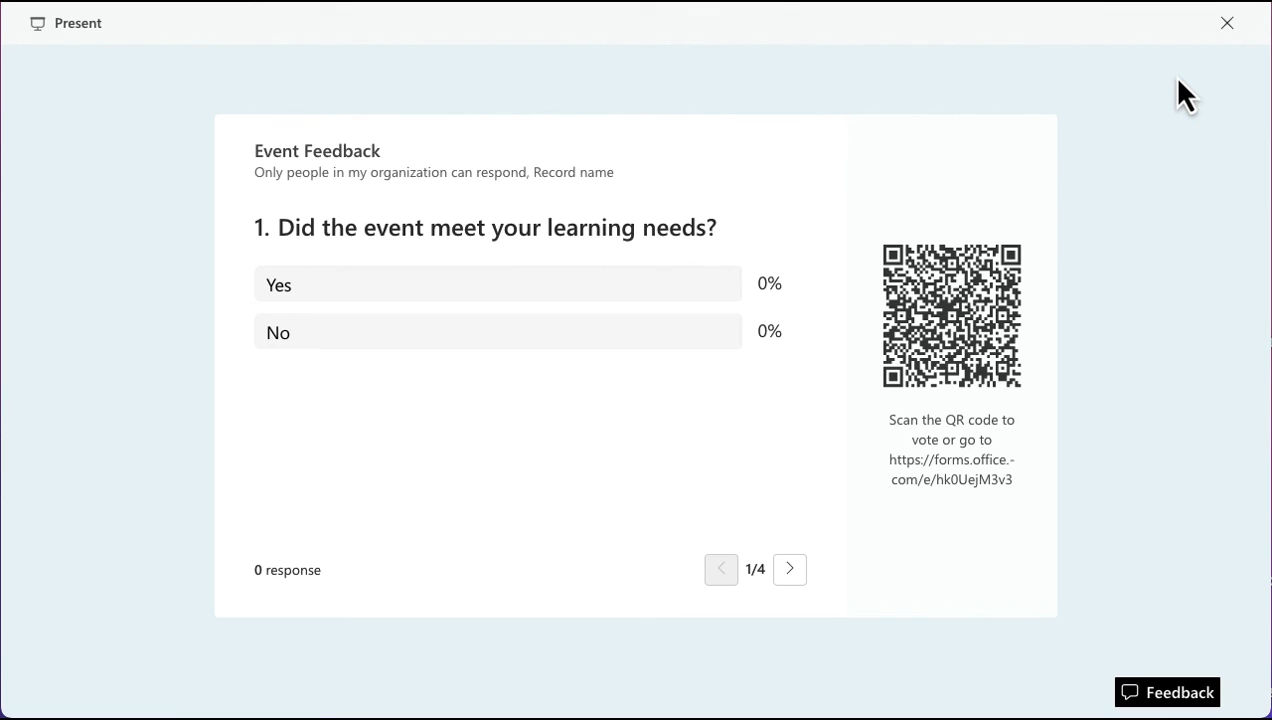 Present
Event Feedback
Only people in my organization can respond, Record name
1. Did the event meet your learning needs?
Yes 0%
No 0%
Scan the QR code to
vote or go to
https://forms.office.-
com/e/hk0UejM3v3
0 response
1/4
Feedback